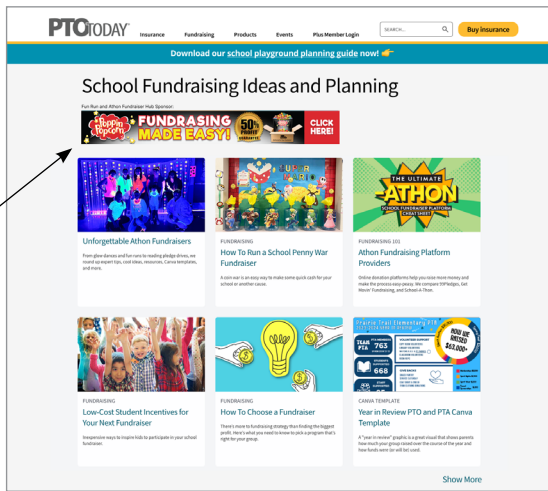 PTOTODAY
Insurance
Fundraising
Products
Events
Plus Member Login
SEARCH...
Buy insurance
Download our school playground planning guide now! 👉
School Fundraising Ideas and Planning
Fun Run and Athon Fundraiser Hub Sponsor:
Poppin Popcorn
FUNDRASING
MADE EASY!
50%
PROFIT
CLICK
HERE!
THE ULTIMATE
ATHON
SCHOOL FUNDRAISER PLATFORM
CHEAT SHEET
Unforgettable Athon Fundraisers
From glow dances and fun runs to reading pledge drives, we
round up expert tips, cool ideas, resources, Canva templates,
and more.
FUNDRAISING
How To Run a School Penny War
Fundraiser
A coin war is an easy way to make some quick cash for your
school or another cause.
FUNDRAISING 101
Athon Fundraising Platform
Providers
Online donation platforms help you raise more money and
make the process easy-peasy. We compare 99Pledges, Get
Movin' Fundraising, and School-A-Thon.
Prairie Trail Elementary PTA
HOW WE
RAISED
$63,000+
TEAM
PTA
763
668
VOLUNTEER SUPPORT
FUNDRAISING
Low-Cost Student Incentives for
Your Next Fundraiser
Inexpensive ways to inspire kids to participate in your school
fundraiser.
FUNDRAISING
How To Choose a Fundraiser
There's more to fundraising strategy than finding the biggest
profit. Here's what you need to know to pick a program that's
right for your group.
CANVA TEMPLATE
Year in Review PTO and PTA Canva
Template
A "year in review" graphic is a great visual that shows parents
how much your group raised over the course of the year and
how funds went (or will be) used.
Show More